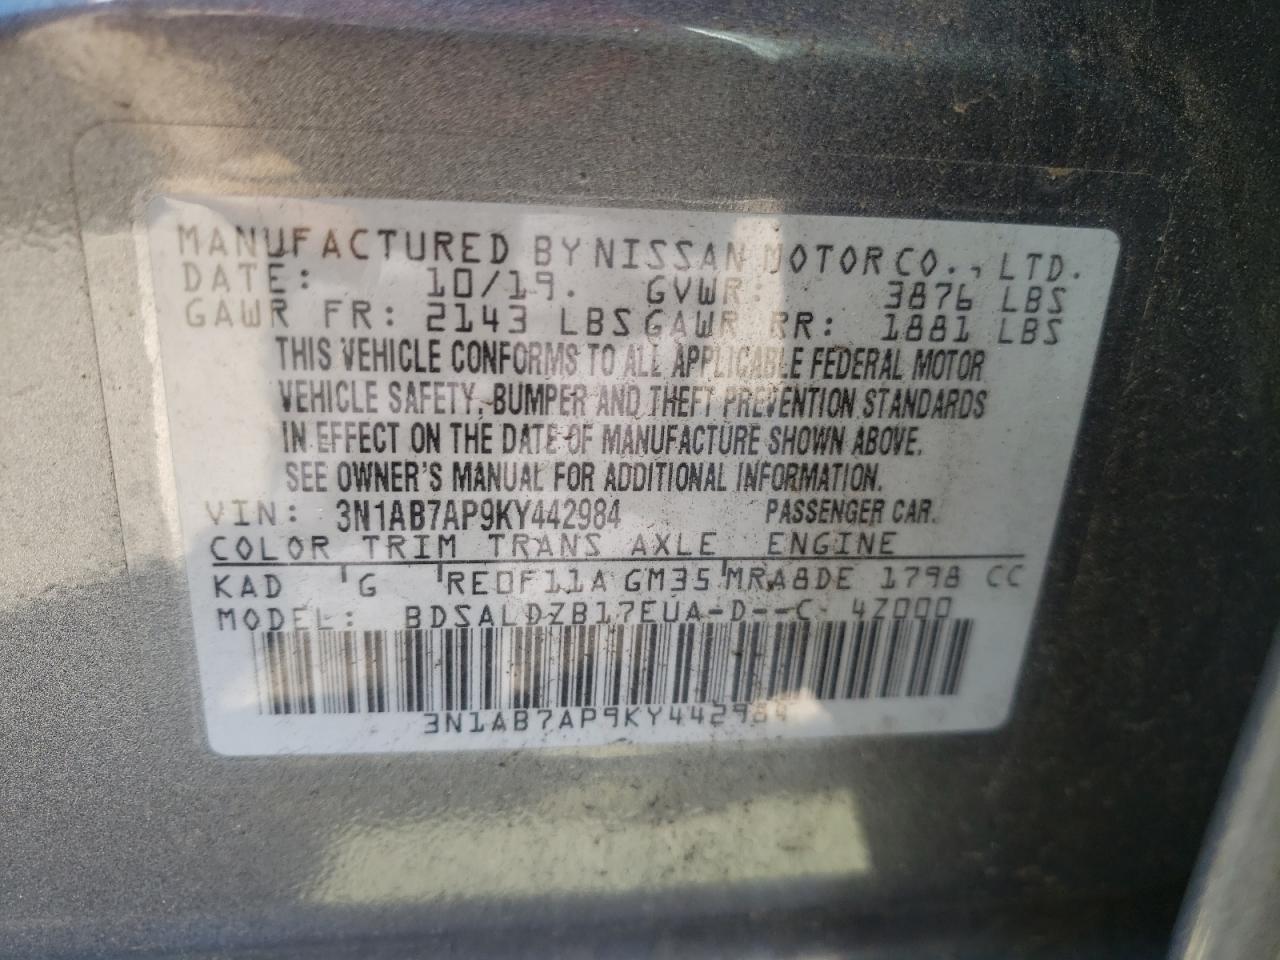 MANUFACTURED BY NISSAN MOTOR CO., LTD.
DATE: 10/19. GVWR: 3876 LBS
GAWR FR: 2143 LBS GAWR RR: 1881 LBS
THIS VEHICLE CONFORMS TO ALL APPLICABLE FEDERAL MOTOR
VEHICLE SAFETY, BUMPER AND THEFT PREVENTION STANDARDS
IN EFFECT ON THE DATE OF MANUFACTURE SHOWN ABOVE.
SEE OWNER'S MANUAL FOR ADDITIONAL INFORMATION.
VIN: 3N1AB7AP9KY442984 PASSENGER CAR.
COLOR TRIM TRANS AXLE ENGINE
KAD G RE0F11A GM35 MRA8DE 1798 CC
MODEL: BDSALDZB17EUA-D--C- 4Z000
3N1AB7AP9KY442984